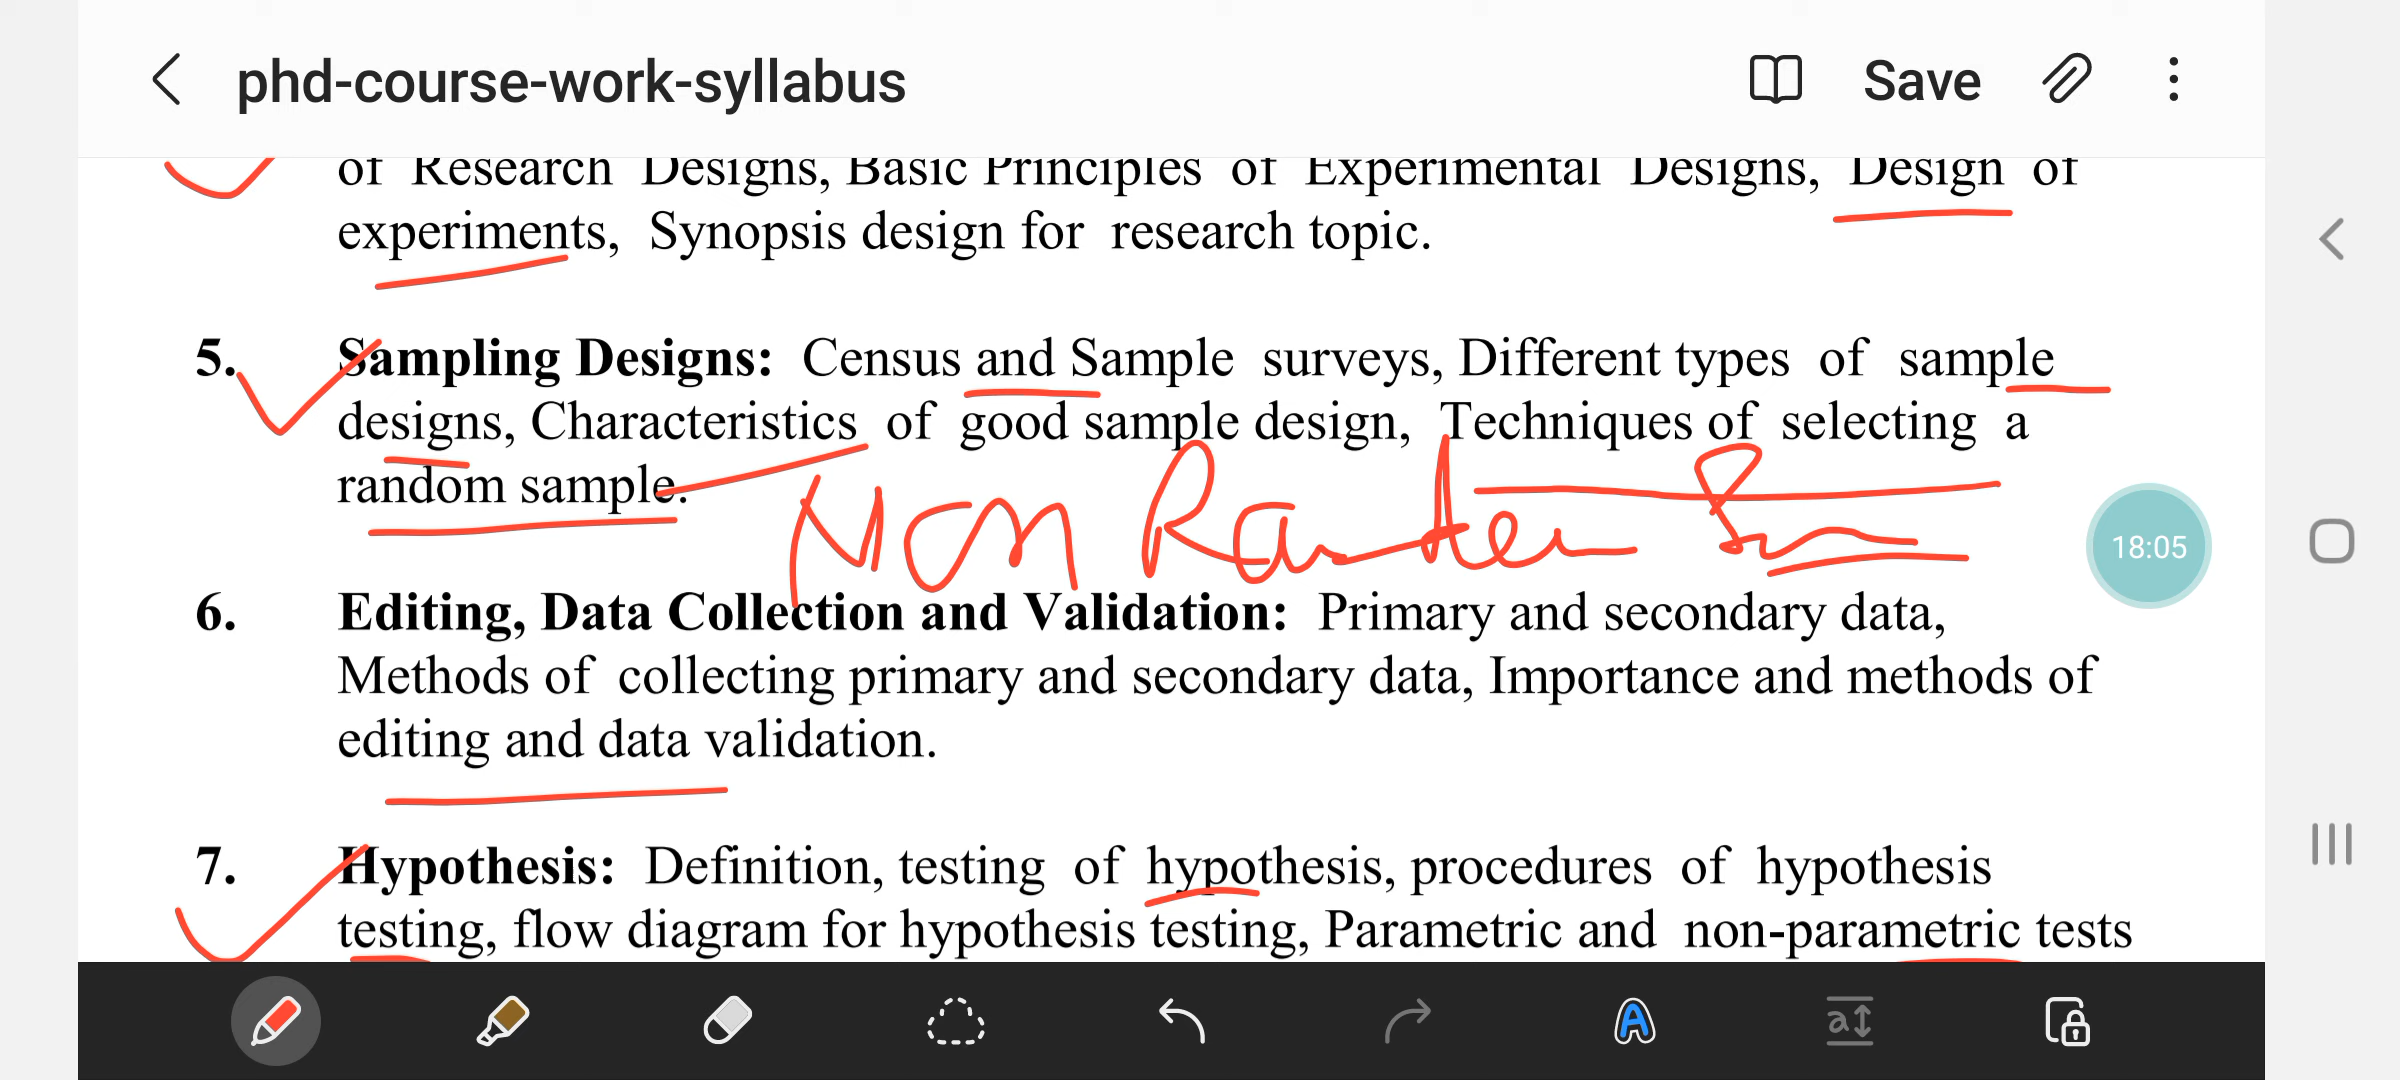 phd-course-work-syllabus
Save
of Research Designs, Basic Principles of Experimental Designs, Design of
experiments, Synopsis design for research topic.
5. Sampling Designs: Census and Sample surveys, Different types of sample
designs, Characteristics of good sample design, Techniques of selecting a
random sample.
Non
18:05
6. Editing, Data Collection and Validation: Primary and secondary data,
Methods of collecting primary and secondary data, Importance and methods of
editing and data validation.
7. Hypothesis: Definition, testing of hypothesis, procedures of hypothesis
testing, flow diagram for hypothesis testing, Parametric and non-parametric tests
A
a